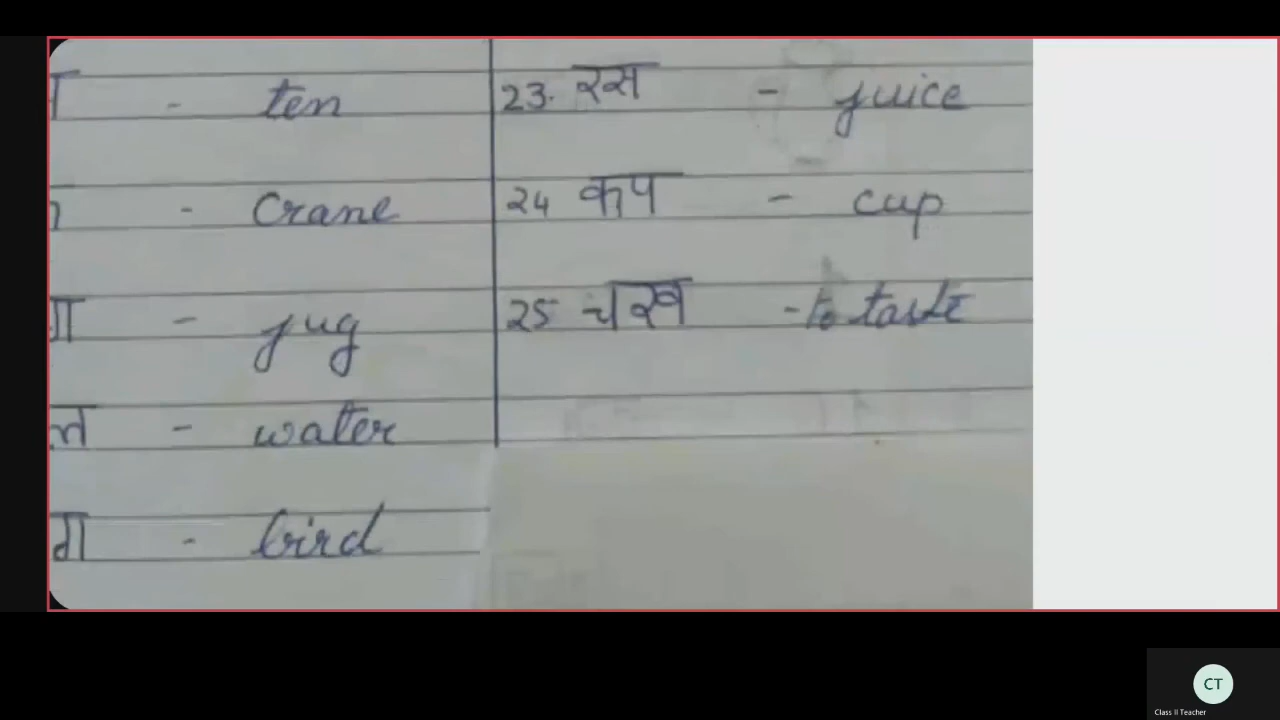 - ten
- crane
- jug
- water
- bird
23. रस - juice
24 कप - cup
25 चख - to taste
CT
Class II Teacher